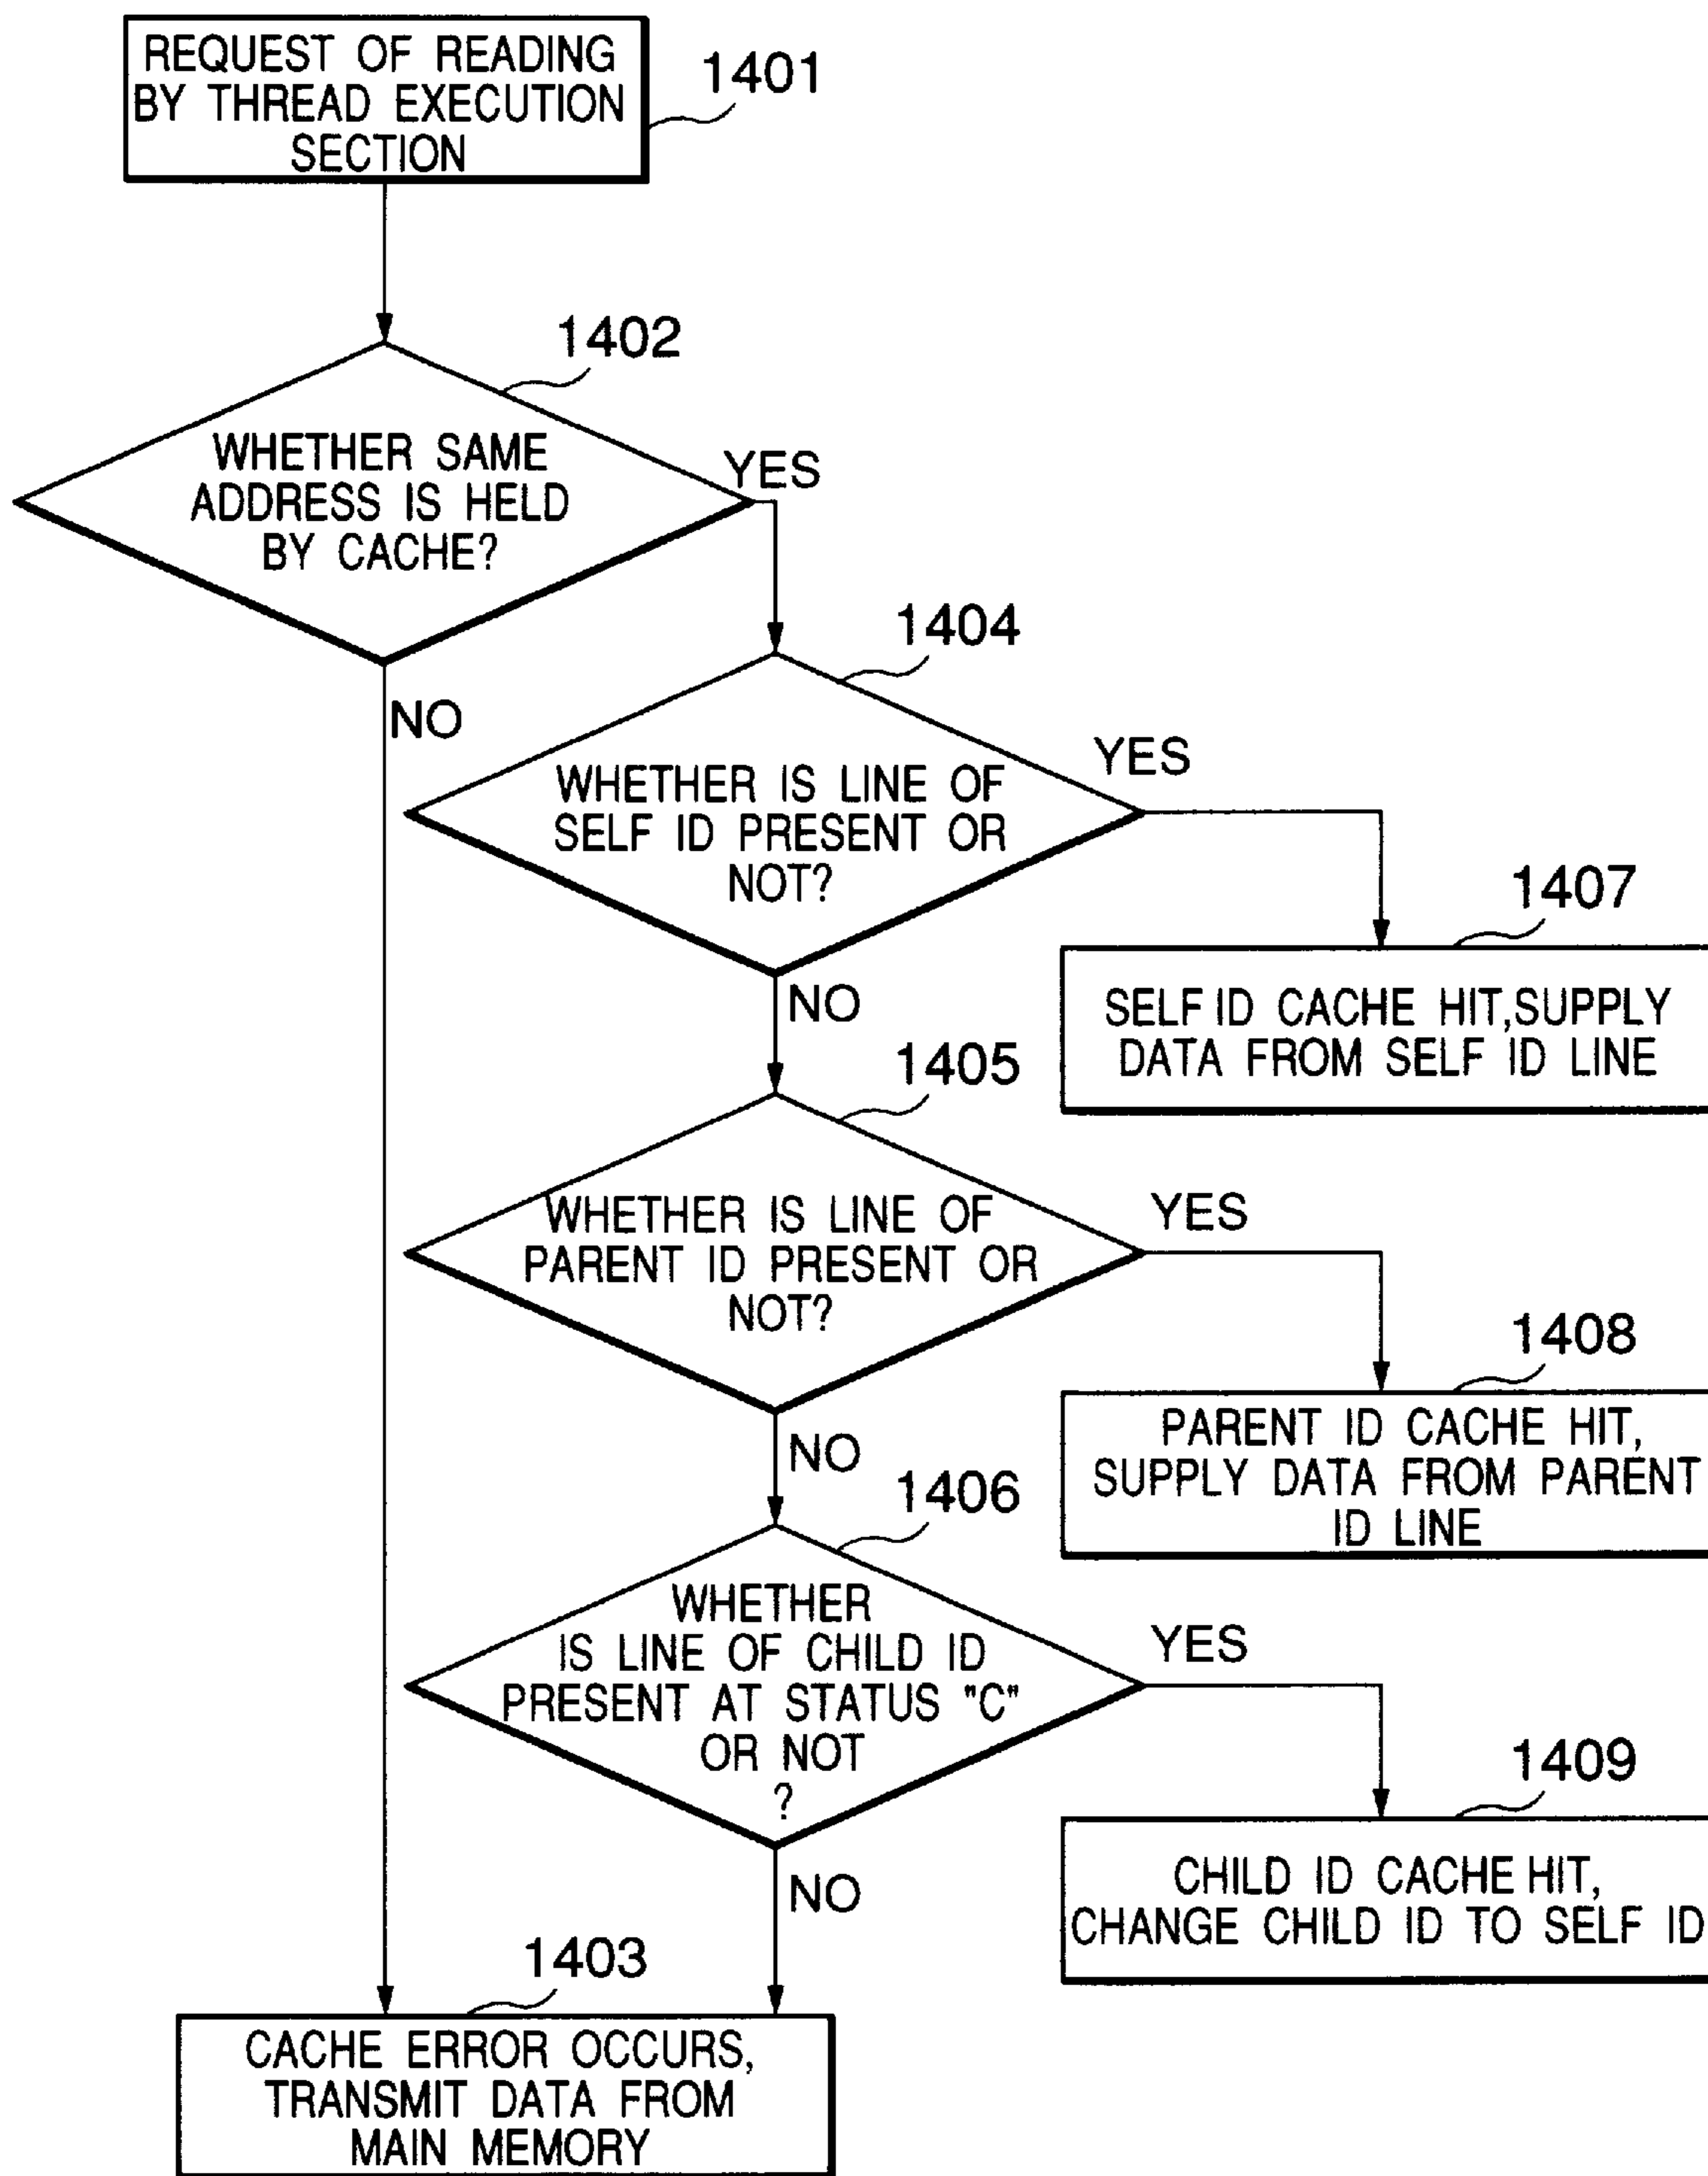 REQUEST OF READING
BY THREAD EXECUTION
SECTION
1401
1402
WHETHER SAME
ADDRESS IS HELD
BY CACHE?
YES
NO
1404
WHETHER IS LINE OF
SELF ID PRESENT OR
NOT?
YES
NO
1407
SELF ID CACHE HIT,SUPPLY
DATA FROM SELF ID LINE
1405
WHETHER IS LINE OF
PARENT ID PRESENT OR
NOT?
YES
NO
1408
PARENT ID CACHE HIT,
SUPPLY DATA FROM PARENT
ID LINE
1406
WHETHER
IS LINE OF CHILD ID
PRESENT AT STATUS "C"
OR NOT
?
YES
NO
1409
CHILD ID CACHE HIT,
CHANGE CHILD ID TO SELF ID
1403
CACHE ERROR OCCURS,
TRANSMIT DATA FROM
MAIN MEMORY